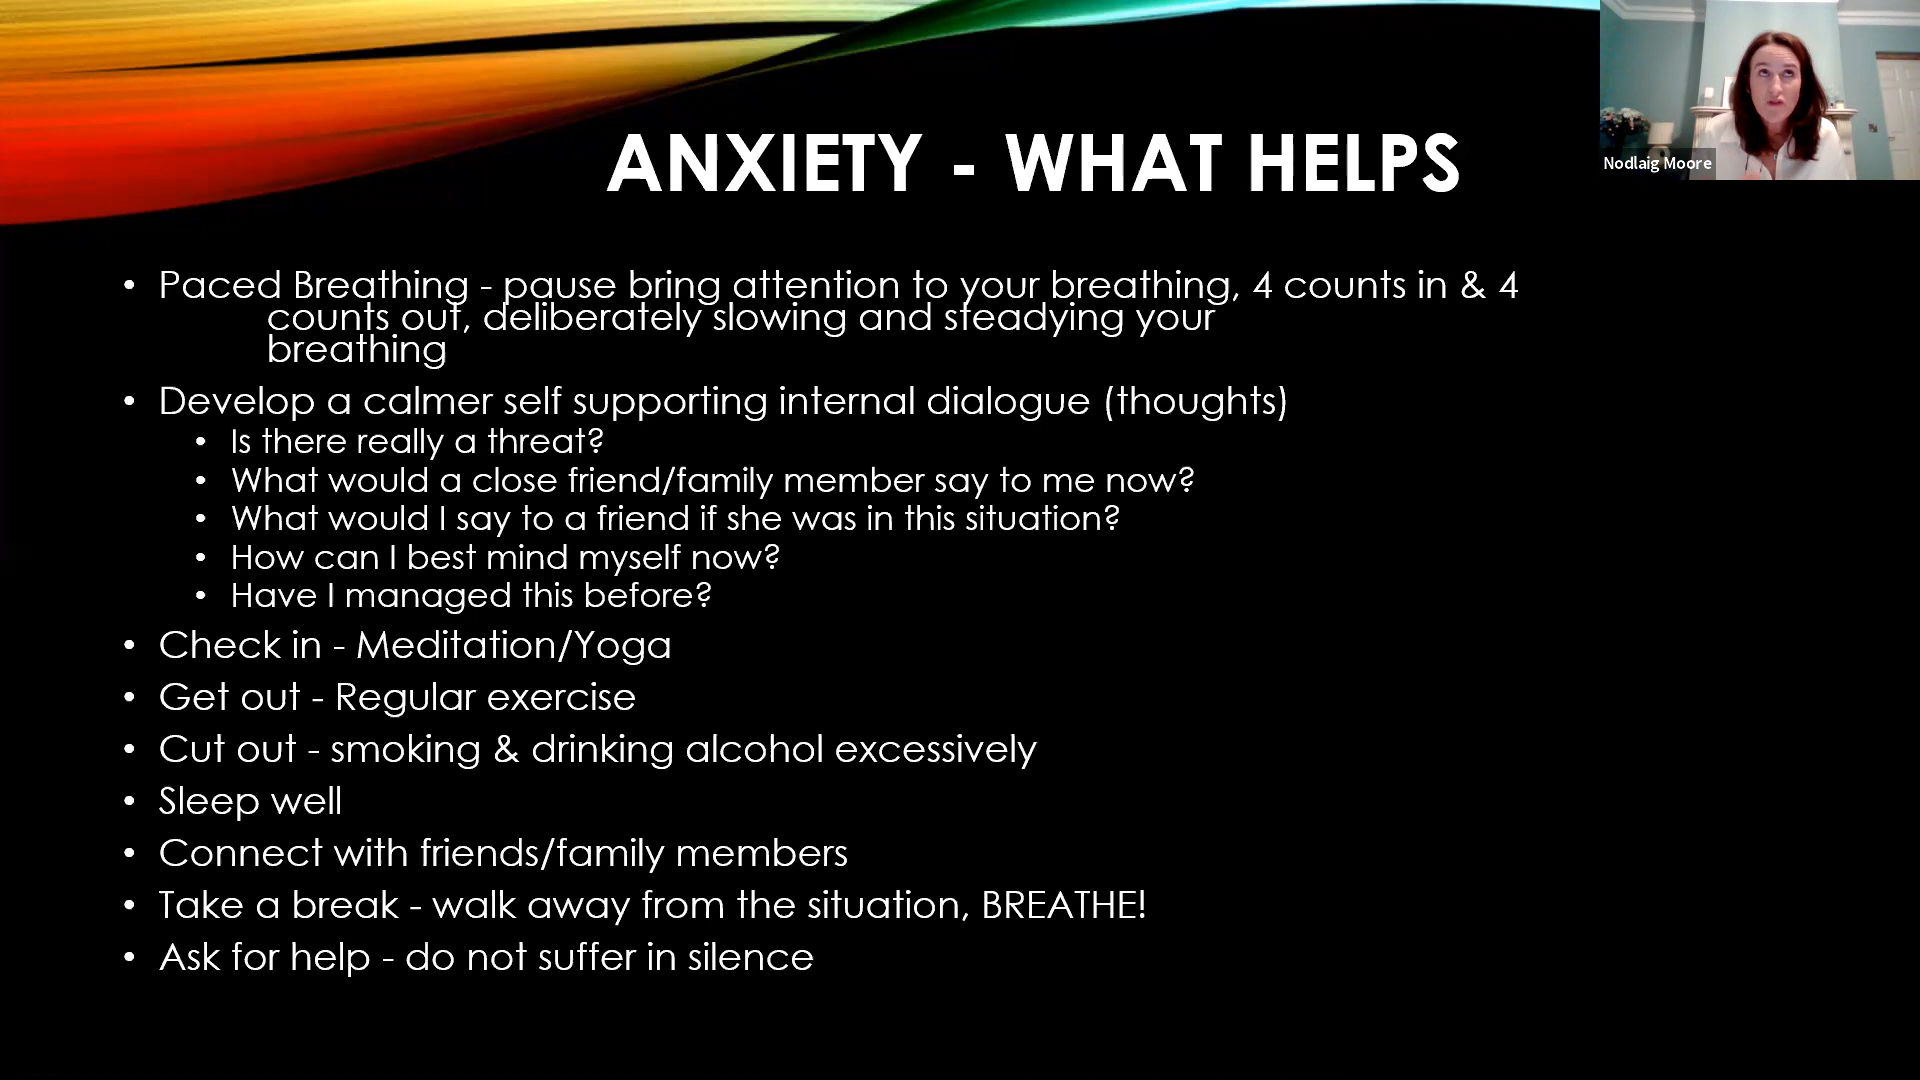 ANXIETY - WHAT HELPS
Nodlaig Moore
• Paced Breathing - pause bring attention to your breathing, 4 counts in & 4
counts out, deliberately slowing and steadying your
breathing
• Develop a calmer self supporting internal dialogue (thoughts)
• Is there really a threat?
• What would a close friend/family member say to me now?
• What would I say to a friend if she was in this situation?
• How can I best mind myself now?
• Have I managed this before?
• Check in - Meditation/Yoga
• Get out - Regular exercise
• Cut out - smoking & drinking alcohol excessively
• Sleep well
• Connect with friends/family members
• Take a break - walk away from the situation, BREATHE!
• Ask for help - do not suffer in silence